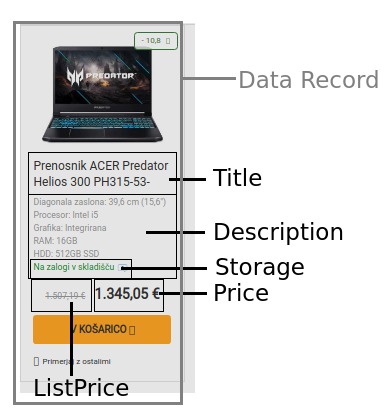 - 10,8
PREDATOR
Data Record
Prenosnik ACER Predator
Helios 300 PH315-53-
Title
Diagonala zaslona: 39,6 cm (15,6")
Procesor: Intel i5
Grafika: Integrirana
RAM: 16GB
HDD: 512GB SSD
Description
Na zalogi v skladišču
Storage
1.507,19 €
1.345,05 €
Price
V KOŠARICO
Primerjaj z ostalimi
ListPrice